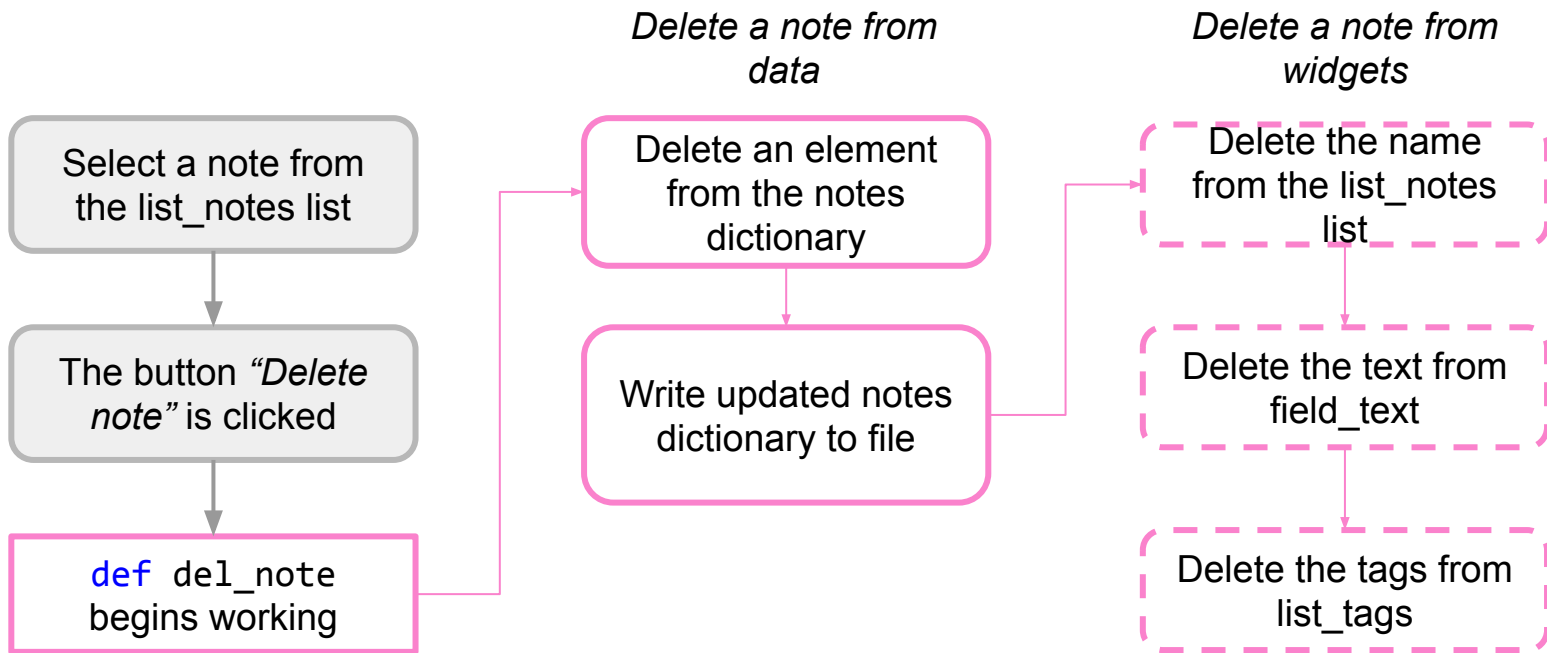 Delete a note from
data
Delete a note from
widgets
Select a note from
the list_notes list
The button “Delete
note” is clicked
def del_note
begins working
Delete an element
from the notes
dictionary
Write updated notes
dictionary to file
Delete the name
from the list_notes
list
Delete the text from
field_text
Delete the tags from
list_tags